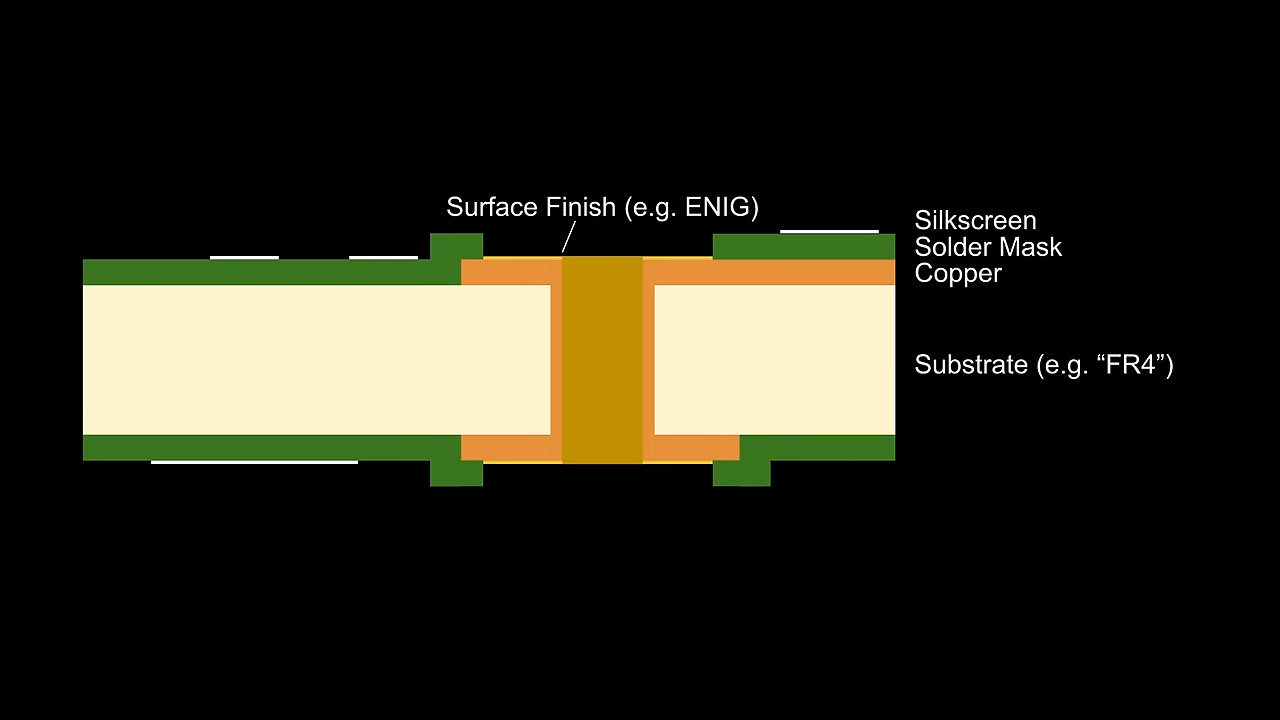 Surface Finish (e.g. ENIG)
Silkscreen
Solder Mask
Copper
Substrate (e.g. “FR4”)